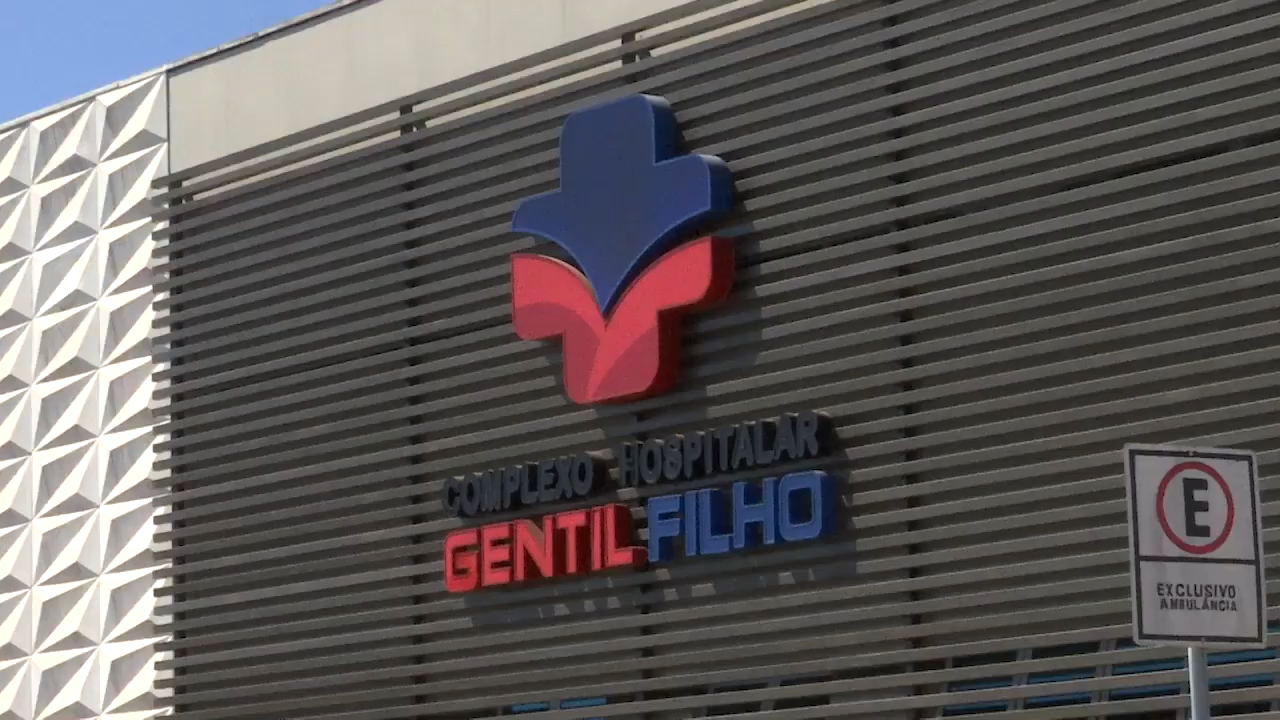 COMPLEXO HOSPITALAR
GENTIL FILHO
E
EXCLUSIVO
AMBULÂNCIA